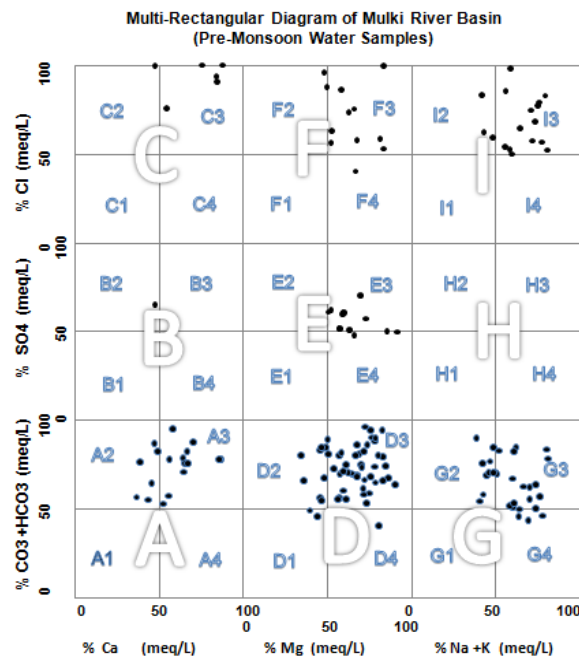 Multi-Rectangular Diagram of Mulki River Basin
(Pre-Monsoon Water Samples)
% Cl (meq/L)
100
50
0
C2
C3
C
C1
C4
F2
F3
F
F1
F4
I2
I3
I
I1
I4
% SO4 (meq/L)
100
50
0
B2
B3
B
B1
B4
E2
E3
E
E1
E4
H2
H3
H
H1
H4
% CO3 +HCO3 (meq/L)
100
50
0
A2
A3
A
A1
A4
D2
D3
D
D1
D4
G2
G3
G
G1
G4
0 50 100
0 50 100
0 50 100
% Ca (meq/L) % Mg (meq/L) % Na +K (meq/L)